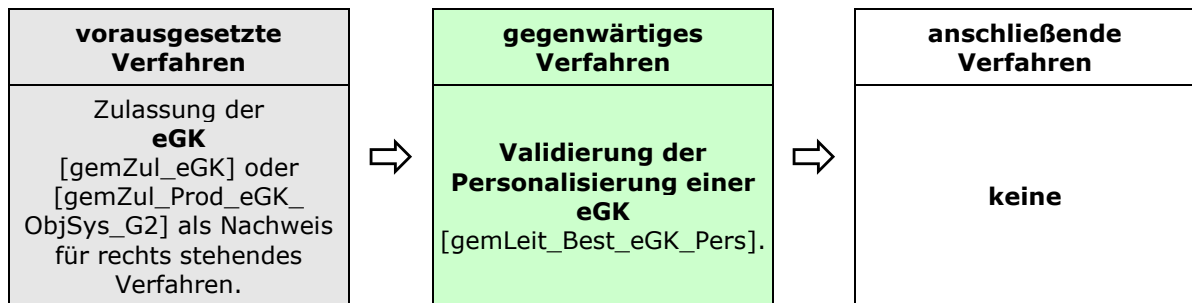 vorausgesetzte
Verfahren
Zulassung der
eGK
[gemZul_eGK] oder
[gemZul_Prod_eGK_
ObjSys_G2] als Nachweis
für rechts stehendes
Verfahren.
gegenwärtiges
Verfahren
Validierung der
Personalisierung einer
eGK
[gemLeit_Best_eGK_Pers].
anschließende
Verfahren
keine